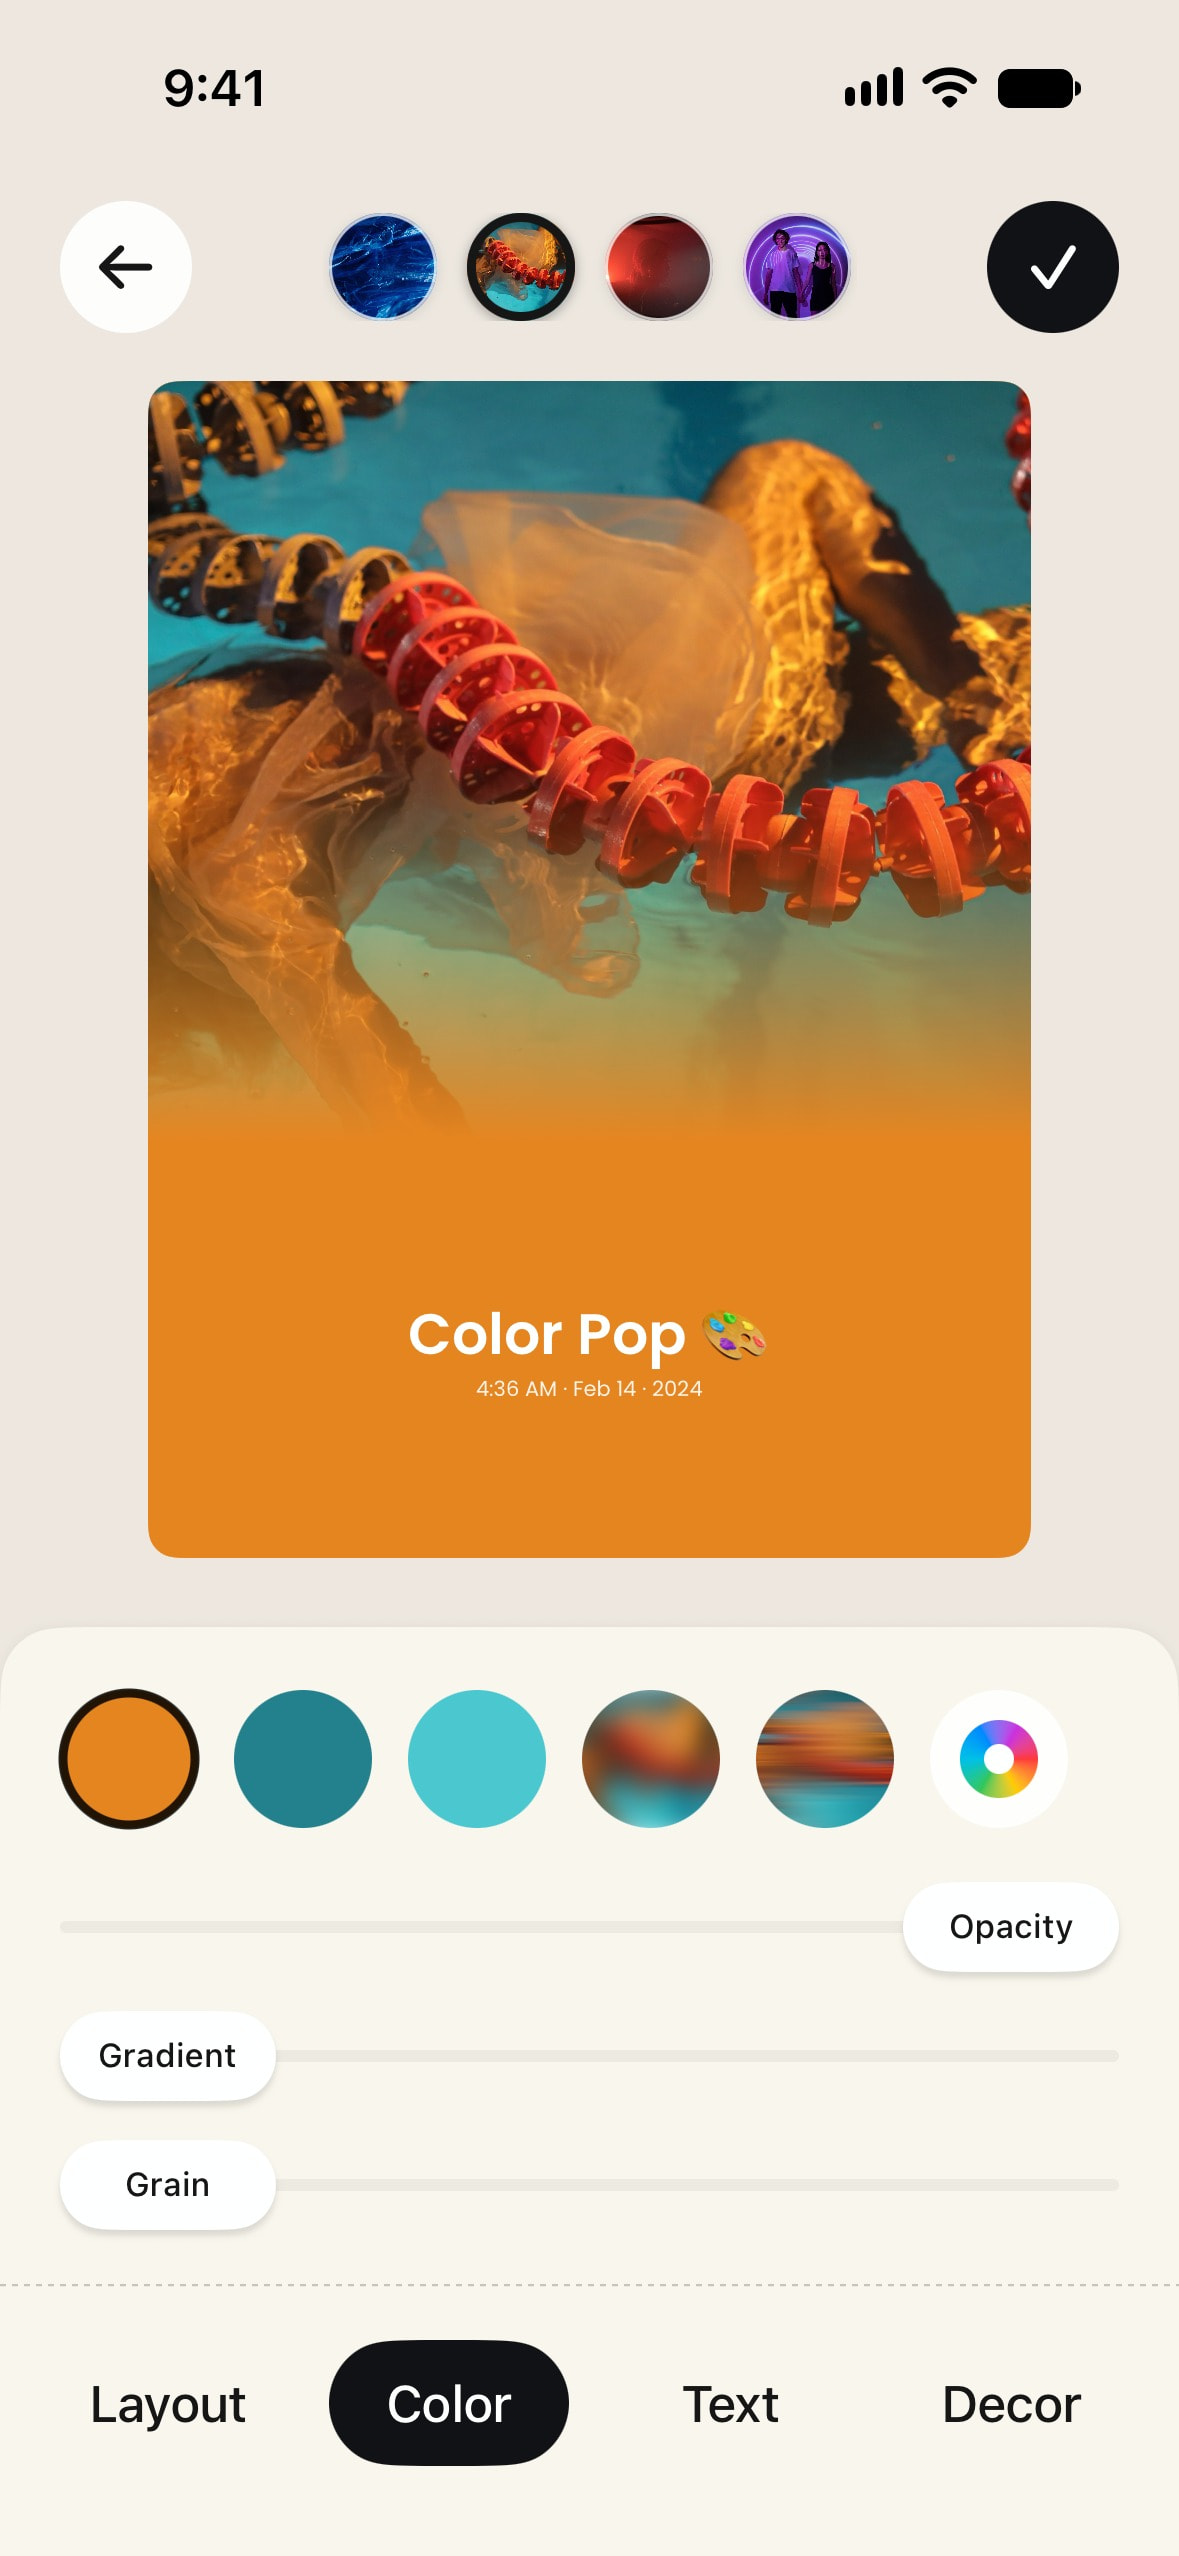 9:41
Color Pop 🎨
4:36 AM · Feb 14 · 2024
Opacity
Gradient
Grain
Layout
Color
Text
Decor